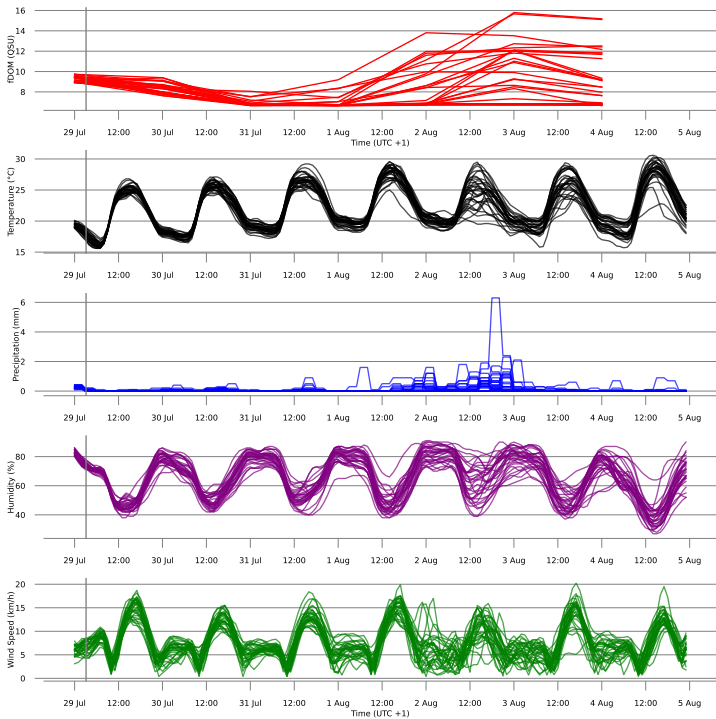 16
14
12
10
8
fDOM (QSU)
29 Jul 12:00 30 Jul 12:00 31 Jul 12:00 1 Aug 12:00 2 Aug 12:00 3 Aug 12:00 4 Aug 12:00 5 Aug
Time (UTC +1)
30
25
20
15
Temperature (°C)
29 Jul 12:00 30 Jul 12:00 31 Jul 12:00 1 Aug 12:00 2 Aug 12:00 3 Aug 12:00 4 Aug 12:00 5 Aug
6
4
2
0
Precipitation (mm)
29 Jul 12:00 30 Jul 12:00 31 Jul 12:00 1 Aug 12:00 2 Aug 12:00 3 Aug 12:00 4 Aug 12:00 5 Aug
80
60
40
Humidity (%)
29 Jul 12:00 30 Jul 12:00 31 Jul 12:00 1 Aug 12:00 2 Aug 12:00 3 Aug 12:00 4 Aug 12:00 5 Aug
20
15
10
5
0
Wind Speed (km/h)
29 Jul 12:00 30 Jul 12:00 31 Jul 12:00 1 Aug 12:00 2 Aug 12:00 3 Aug 12:00 4 Aug 12:00 5 Aug
Time (UTC +1)